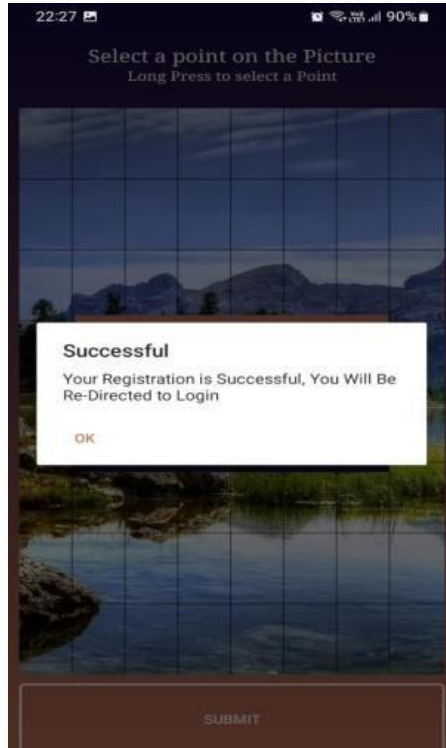 22:27 90%
Select a point on the Picture
Long Press to select a Point
Successful
Your Registration is Successful, You Will Be
Re-Directed to Login
OK
SUBMIT